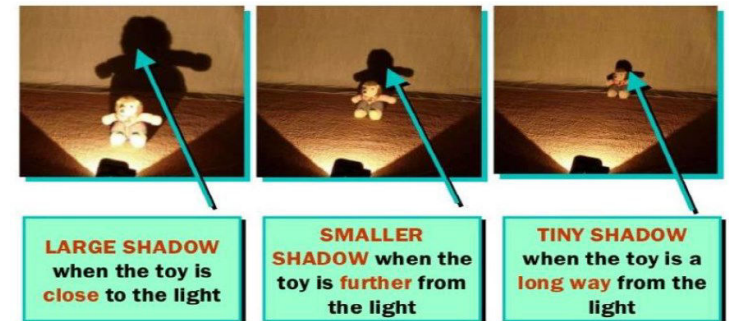 LARGE SHADOW
when the toy is
close to the light
SMALLER
SHADOW when the
toy is further from
the light
TINY SHADOW
when the toy is a
long way from the
light